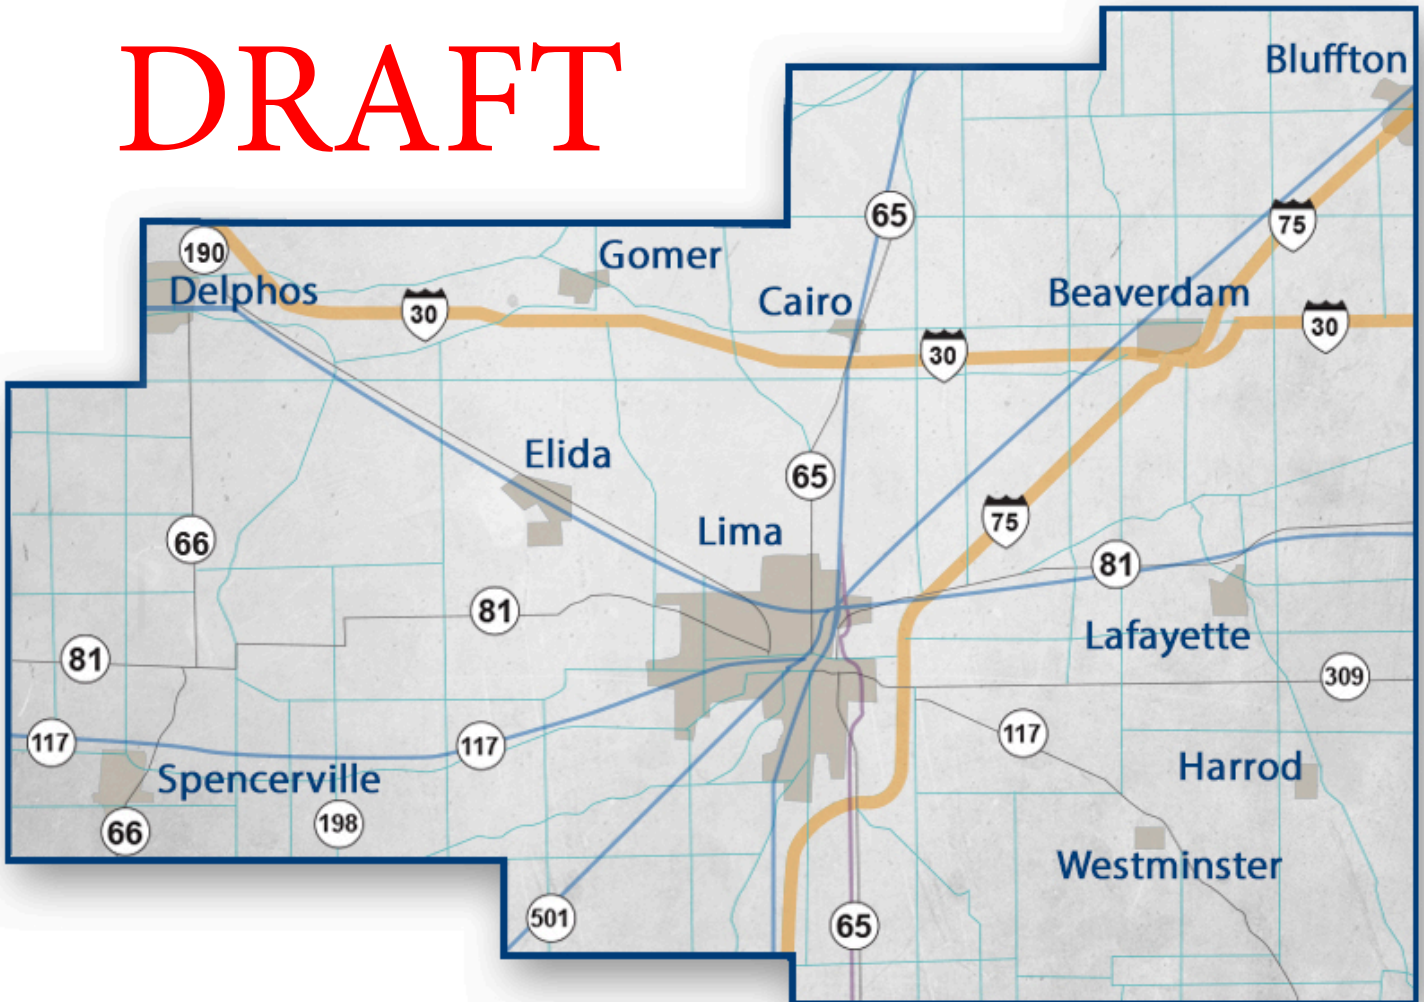 DRAFT
Bluffton
65
75
190
Gomer
Delphos
Cairo
Beaverdam
30
30
30
Elida
65
Lima
75
66
81
81
Lafayette
81
309
117
117
117
Spencerville
Harrod
66
198
Westminster
501
65